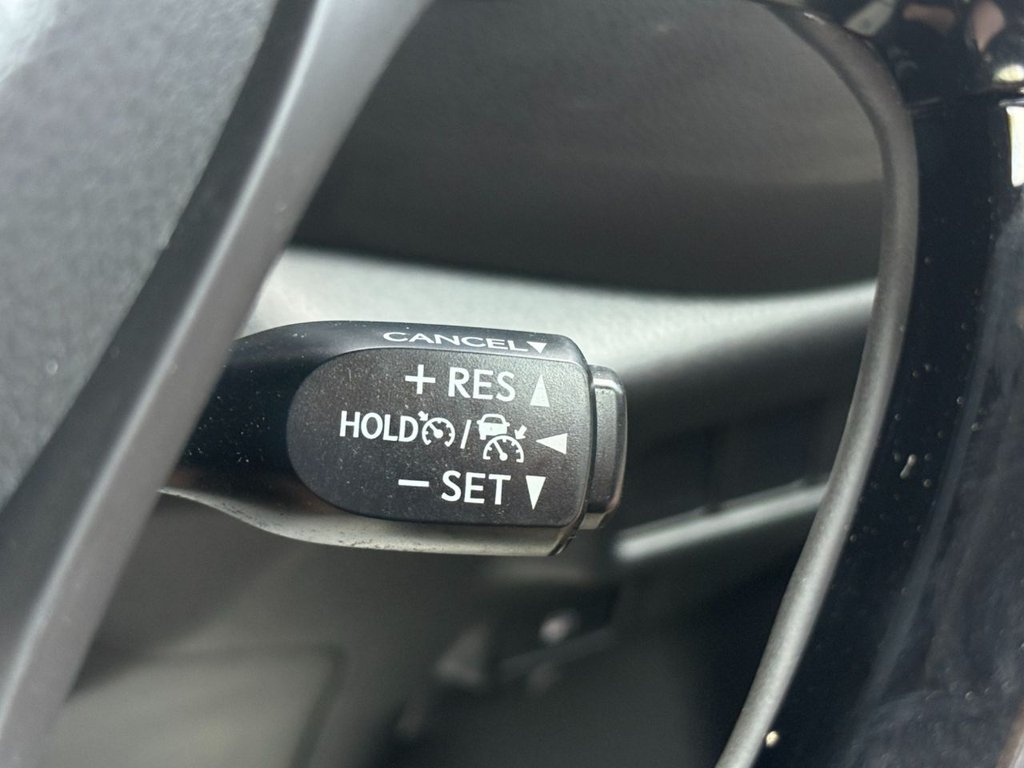 CANCEL▼
+ RES ▲
HOLD / ◀
− SET ▼